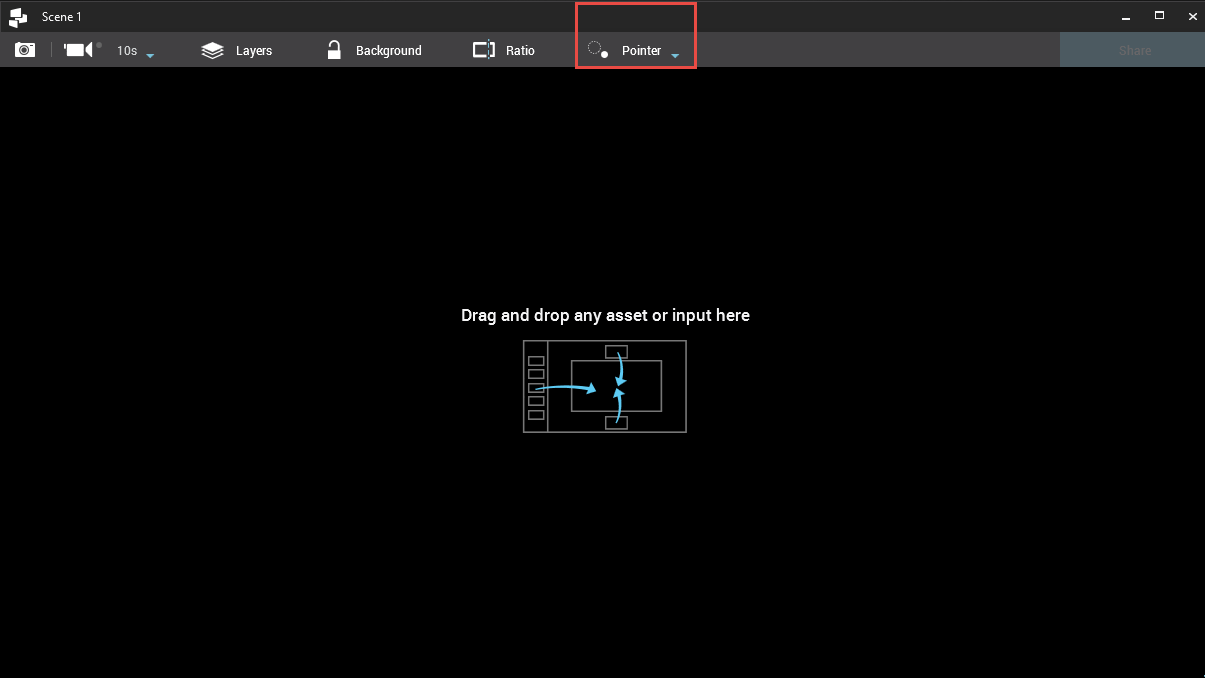 Scene 1
10s
Layers
Background
Ratio
Pointer
Share
Drag and drop any asset or input here